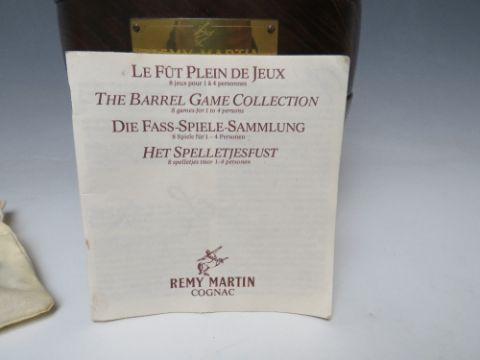 REMY MARTIN
LE FÛT PLEIN DE JEUX
8 jeux pour 1 à 4 personnes
THE BARREL GAME COLLECTION
8 games for 1 to 4 persons
DIE FASS-SPIELE-SAMMLUNG
8 Spiele für 1 - 4 Personen
HET SPELLETJESFUST
8 spelletjes voor 1-4 personen
REMY MARTIN
COGNAC